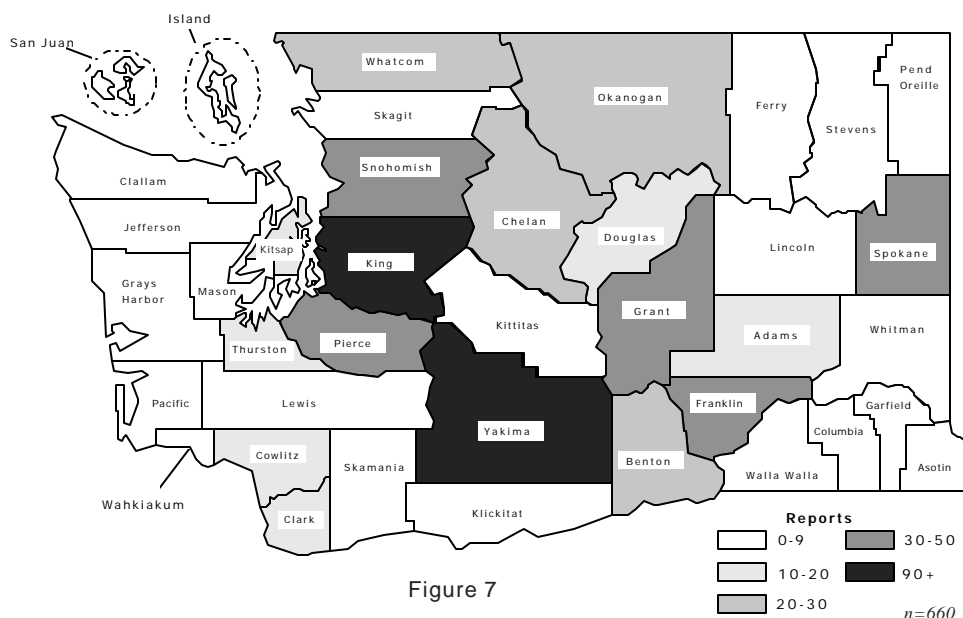 Island
San Juan
Whatcom
Okanogan
Pend
Oreille
Ferry
Skagit
Stevens
Snohomish
Clallam
Chelan
Jefferson
Douglas
Kitsap
Lincoln
Spokane
King
Grays
Harbor
Mason
Kittitas
Grant
Whitman
Thurston
Pierce
Adams
Pacific
Lewis
Franklin
Garfield
Yakima
Columbia
Cowlitz
Skamania
Benton
Asotin
Walla Walla
Wahkiakum
Clark
Klickitat
Reports
0-9
30-50
10-20
90+
20-30
Figure 7
n=660